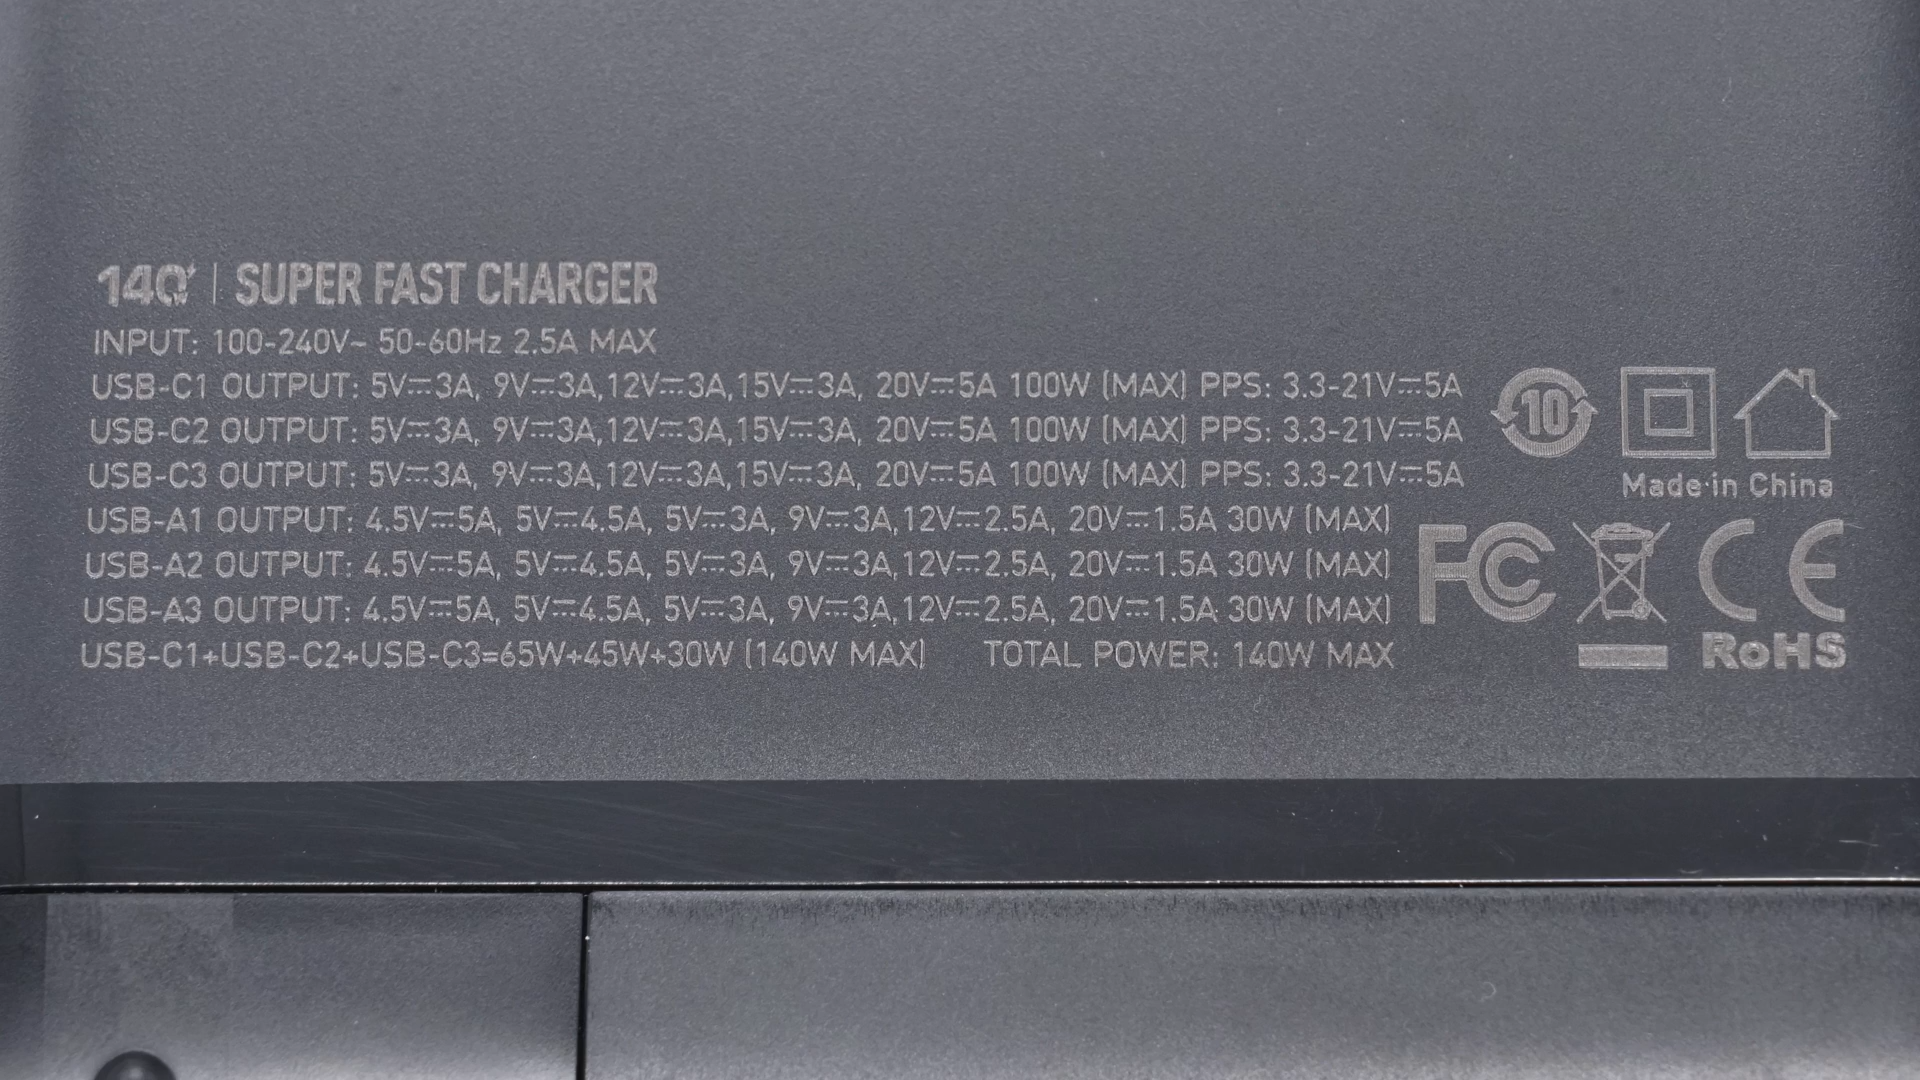 140W | SUPER FAST CHARGER
INPUT: 100-240V~ 50-60Hz 2.5A MAX
USB-C1 OUTPUT: 5V⎓3A, 9V⎓3A,12V⎓3A,15V⎓3A, 20V⎓5A 100W (MAX) PPS: 3.3-21V⎓5A
USB-C2 OUTPUT: 5V⎓3A, 9V⎓3A,12V⎓3A,15V⎓3A, 20V⎓5A 100W (MAX) PPS: 3.3-21V⎓5A
USB-C3 OUTPUT: 5V⎓3A, 9V⎓3A,12V⎓3A,15V⎓3A, 20V⎓5A 100W (MAX) PPS: 3.3-21V⎓5A
USB-A1 OUTPUT: 4.5V⎓5A, 5V⎓4.5A, 5V⎓3A, 9V⎓3A,12V⎓2.5A, 20V⎓1.5A 30W (MAX)
USB-A2 OUTPUT: 4.5V⎓5A, 5V⎓4.5A, 5V⎓3A, 9V⎓3A,12V⎓2.5A, 20V⎓1.5A 30W (MAX)
USB-A3 OUTPUT: 4.5V⎓5A, 5V⎓4.5A, 5V⎓3A, 9V⎓3A,12V⎓2.5A, 20V⎓1.5A 30W (MAX)
USB-C1+USB-C2+USB-C3=65W+45W+30W (140W MAX) TOTAL POWER: 140W MAX
10
Made in China
FC CE
RoHS